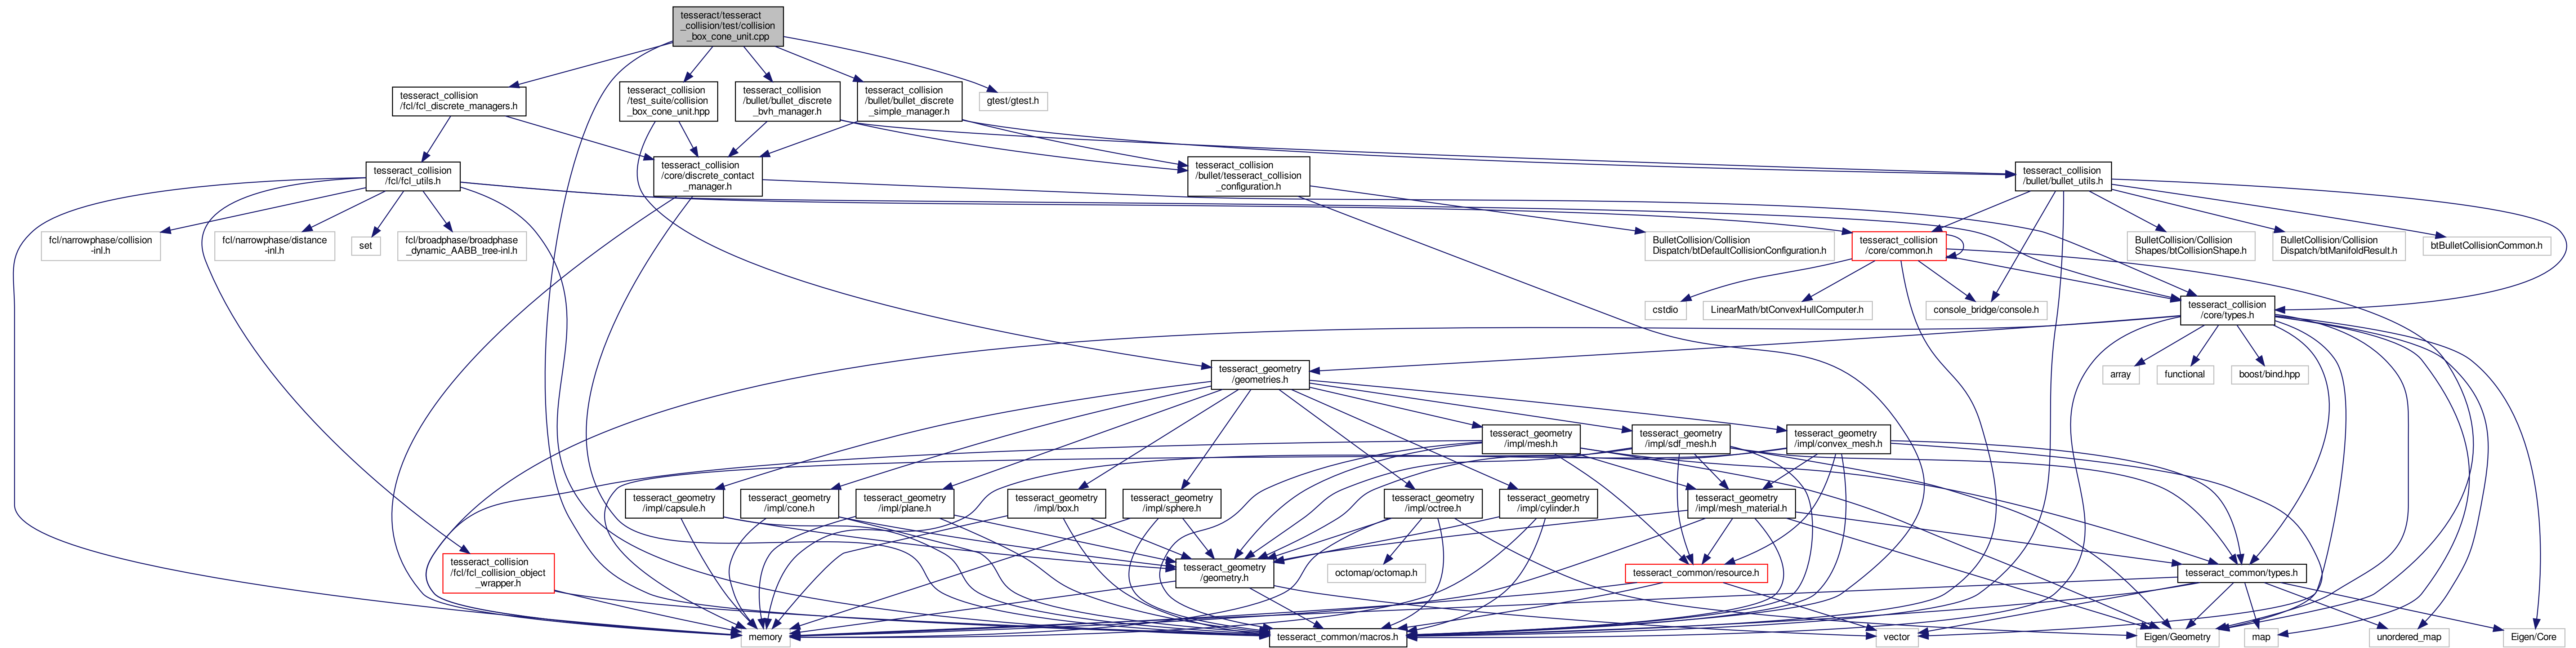 tesseract/tesseract
_collision/test/collision
_box_cone_unit.cpp
tesseract_collision
/fcl/fcl_discrete_managers.h
tesseract_collision
/test_suite/collision
_box_cone_unit.hpp
tesseract_collision
/bullet/bullet_discrete
_bvh_manager.h
tesseract_collision
/bullet/bullet_discrete
_simple_manager.h
gtest/gtest.h
tesseract_collision
/fcl/fcl_utils.h
tesseract_collision
/core/discrete_contact
_manager.h
tesseract_collision
/bullet/tesseract_collision
_configuration.h
tesseract_collision
/bullet/bullet_utils.h
fcl/narrowphase/collision
-inl.h
fcl/narrowphase/distance
-inl.h
set
fcl/broadphase/broadphase
_dynamic_AABB_tree-inl.h
BulletCollision/Collision
Dispatch/btDefaultCollisionConfiguration.h
tesseract_collision
/core/common.h
BulletCollision/Collision
Shapes/btCollisionShape.h
BulletCollision/Collision
Dispatch/btManifoldResult.h
btBulletCollisionCommon.h
cstdio
LinearMath/btConvexHullComputer.h
console_bridge/console.h
tesseract_collision
/core/types.h
tesseract_geometry
/geometries.h
array
functional
boost/bind.hpp
tesseract_geometry
/impl/mesh.h
tesseract_geometry
/impl/sdf_mesh.h
tesseract_geometry
/impl/convex_mesh.h
tesseract_geometry
/impl/capsule.h
tesseract_geometry
/impl/cone.h
tesseract_geometry
/impl/plane.h
tesseract_geometry
/impl/box.h
tesseract_geometry
/impl/sphere.h
tesseract_geometry
/impl/octree.h
tesseract_geometry
/impl/cylinder.h
tesseract_geometry
/impl/mesh_material.h
tesseract_collision
/fcl/fcl_collision_object
_wrapper.h
tesseract_geometry
/geometry.h
octomap/octomap.h
tesseract_common/resource.h
tesseract_common/types.h
memory
tesseract_common/macros.h
vector
Eigen/Geometry
map
unordered_map
Eigen/Core